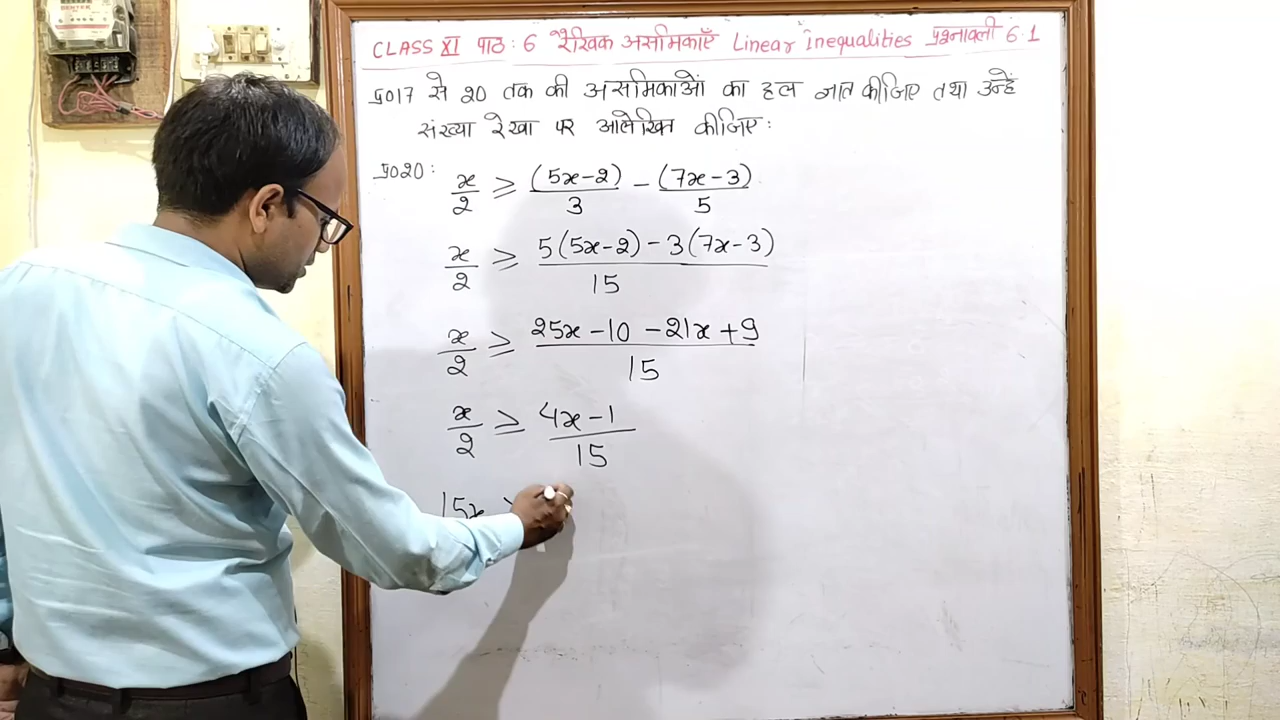 CLASS XI पाठ: 6 रैखिक असमिकाएँ Linear Inequalities प्रश्नावली 6.1
प्र017 से 20 तक की असमिकाओं का हल ज्ञात कीजिए तथा उन्हें
संख्या रेखा पर आलेखित कीजिए:
प्र020: x/2 ⩾ (5x-2)/3 - (7x-3)/5
x/2 ⩾ 5(5x-2) - 3(7x-3)/15
x/2 ⩾ 25x-10-21x+9/15
x/2 ⩾ 4x-1/15
15x